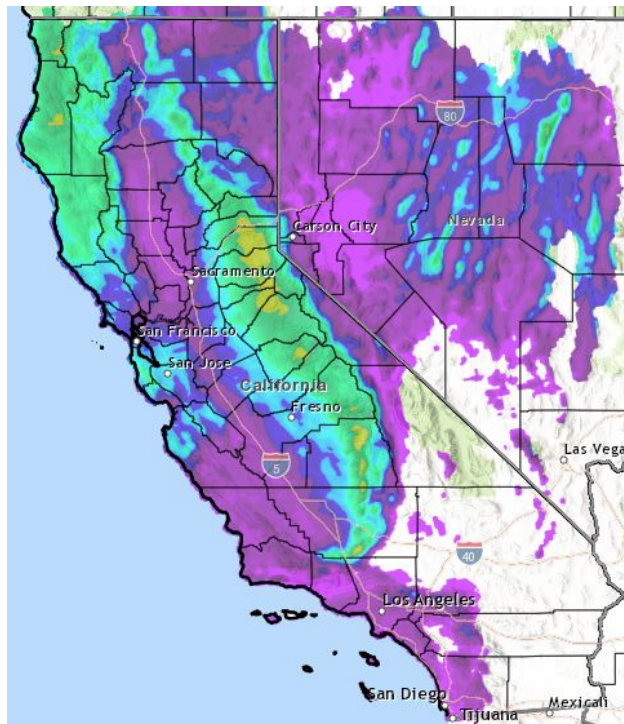 80
Nevada
Carson City
Sacramento
San Francisco
San Jose
California
Fresno
5
Las Vega
40
Los Angeles
San Diego
Tijuana
Mexicali